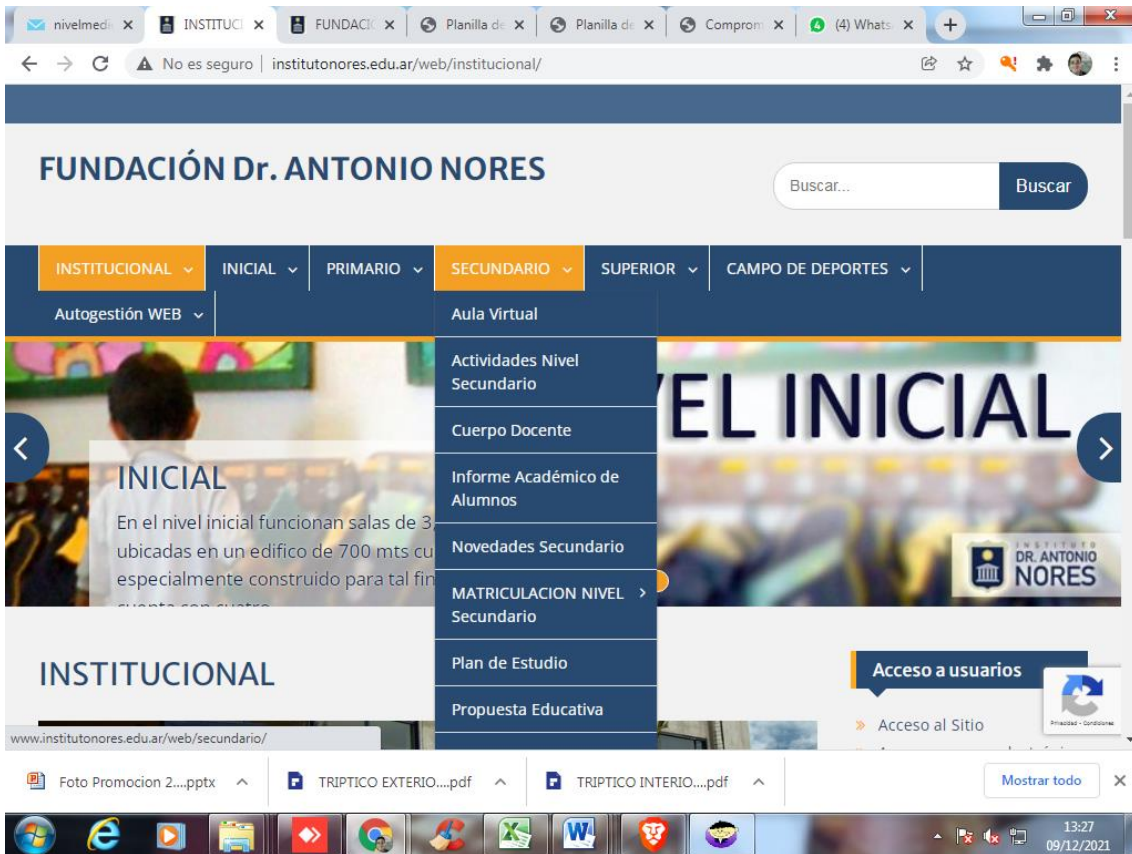 nivelmedi
INSTITUCI
FUNDACIÓ
Planilla de
Planilla de
Comprom
(4) Whats
No es seguro | institutonores.edu.ar/web/institucional/
FUNDACIÓN Dr. ANTONIO NORES
Buscar...
Buscar
INSTITUCIONAL
INICIAL
PRIMARIO
SECUNDARIO
SUPERIOR
CAMPO DE DEPORTES
Autogestión WEB
Aula Virtual
Actividades Nivel
Secundario
Cuerpo Docente
Informe Académico de
Alumnos
Novedades Secundario
MATRICULACION NIVEL
Secundario
Plan de Estudio
Propuesta Educativa
EL INICIAL
INICIAL
En el nivel inicial funcionan salas de 3,
ubicadas en un edifico de 700 mts cu
especialmente construido para tal fin
cuenta con cuatro
INSTITUTO
DR. ANTONIO
NORES
INSTITUCIONAL
Acceso a usuarios
Acceso al Sitio
Privacidad - Condiciones
www.institutonores.edu.ar/web/secundario/
Foto Promocion 2....pptx
TRIPTICO EXTERIO....pdf
TRIPTICO INTERIO....pdf
Mostrar todo
13:27
09/12/2021